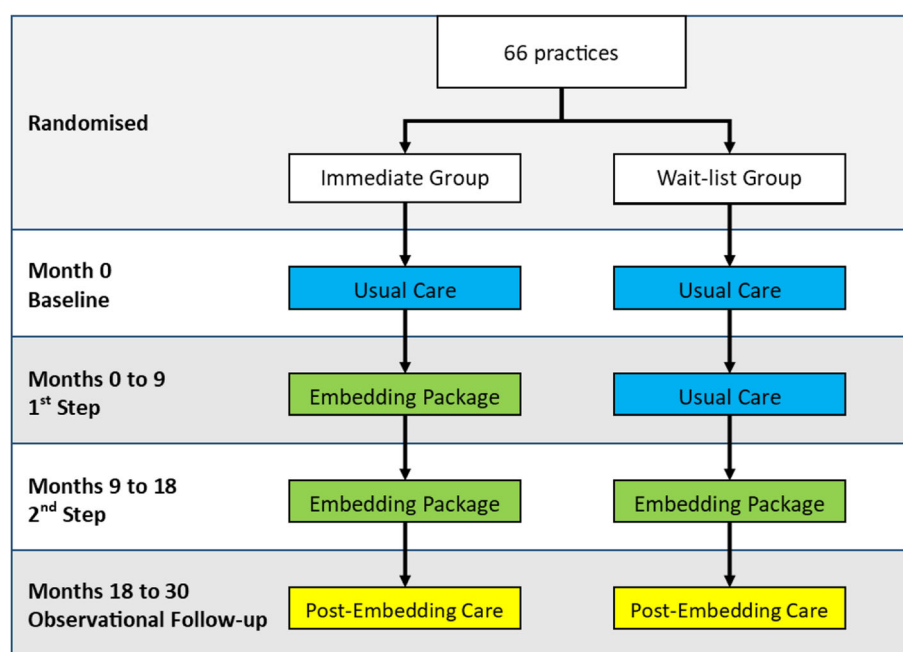 66 practices
Randomised
Immediate Group
Wait-list Group
Month 0
Baseline
Usual Care
Usual Care
Months 0 to 9
1st Step
Embedding Package
Usual Care
Months 9 to 18
2nd Step
Embedding Package
Embedding Package
Months 18 to 30
Observational Follow-up
Post-Embedding Care
Post-Embedding Care